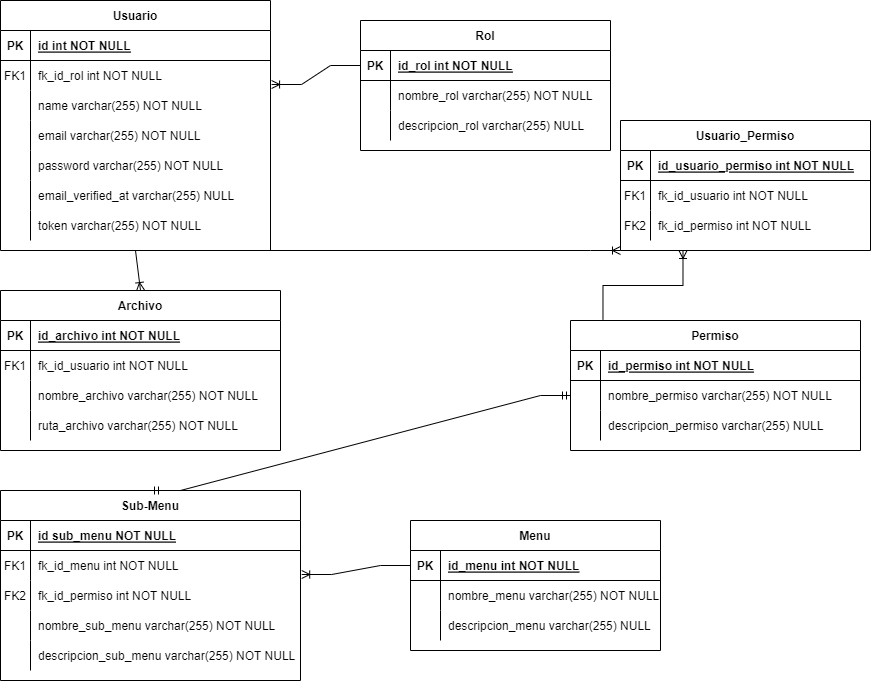 Usuario
PK id int NOT NULL
FK1 fk_id_rol int NOT NULL
name varchar(255) NOT NULL
email varchar(255) NOT NULL
password varchar(255) NOT NULL
email_verified_at varchar(255) NULL
token varchar(255) NOT NULL
Rol
PK id_rol int NOT NULL
nombre_rol varchar(255) NOT NULL
descripcion_rol varchar(255) NULL
Usuario_Permiso
PK id_usuario_permiso int NOT NULL
FK1 fk_id_usuario int NOT NULL
FK2 fk_id_permiso int NOT NULL
Archivo
PK id_archivo int NOT NULL
FK1 fk_id_usuario int NOT NULL
nombre_archivo varchar(255) NOT NULL
ruta_archivo varchar(255) NOT NULL
Permiso
PK id_permiso int NOT NULL
nombre_permiso varchar(255) NOT NULL
descripcion_permiso varchar(255) NULL
Sub-Menu
PK id sub_menu NOT NULL
FK1 fk_id_menu int NOT NULL
FK2 fk_id_permiso int NOT NULL
nombre_sub_menu varchar(255) NOT NULL
descripcion_sub_menu varchar(255) NOT NULL
Menu
PK id_menu int NOT NULL
nombre_menu varchar(255) NOT NULL
descripcion_menu varchar(255) NULL